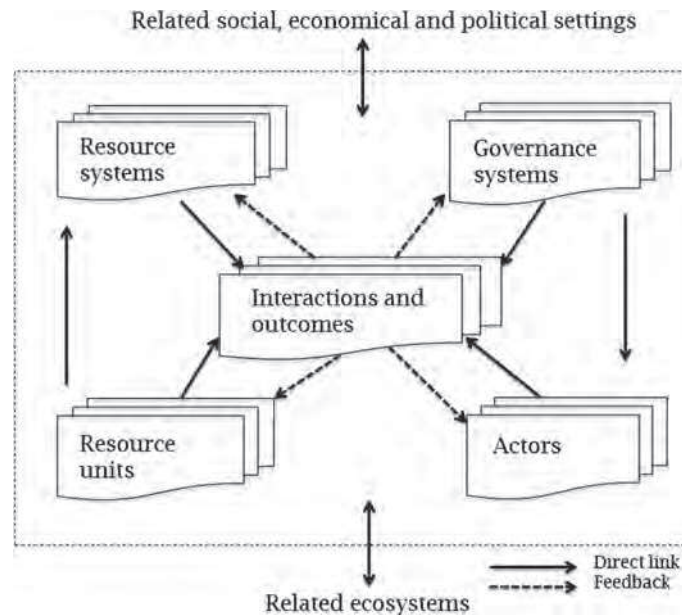 Related social, economical and political settings
Resource
systems
Governance
systems
Interactions and
outcomes
Resource
units
Actors
Direct link
Feedback
Related ecosystems